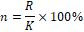 n = R/K × 100%